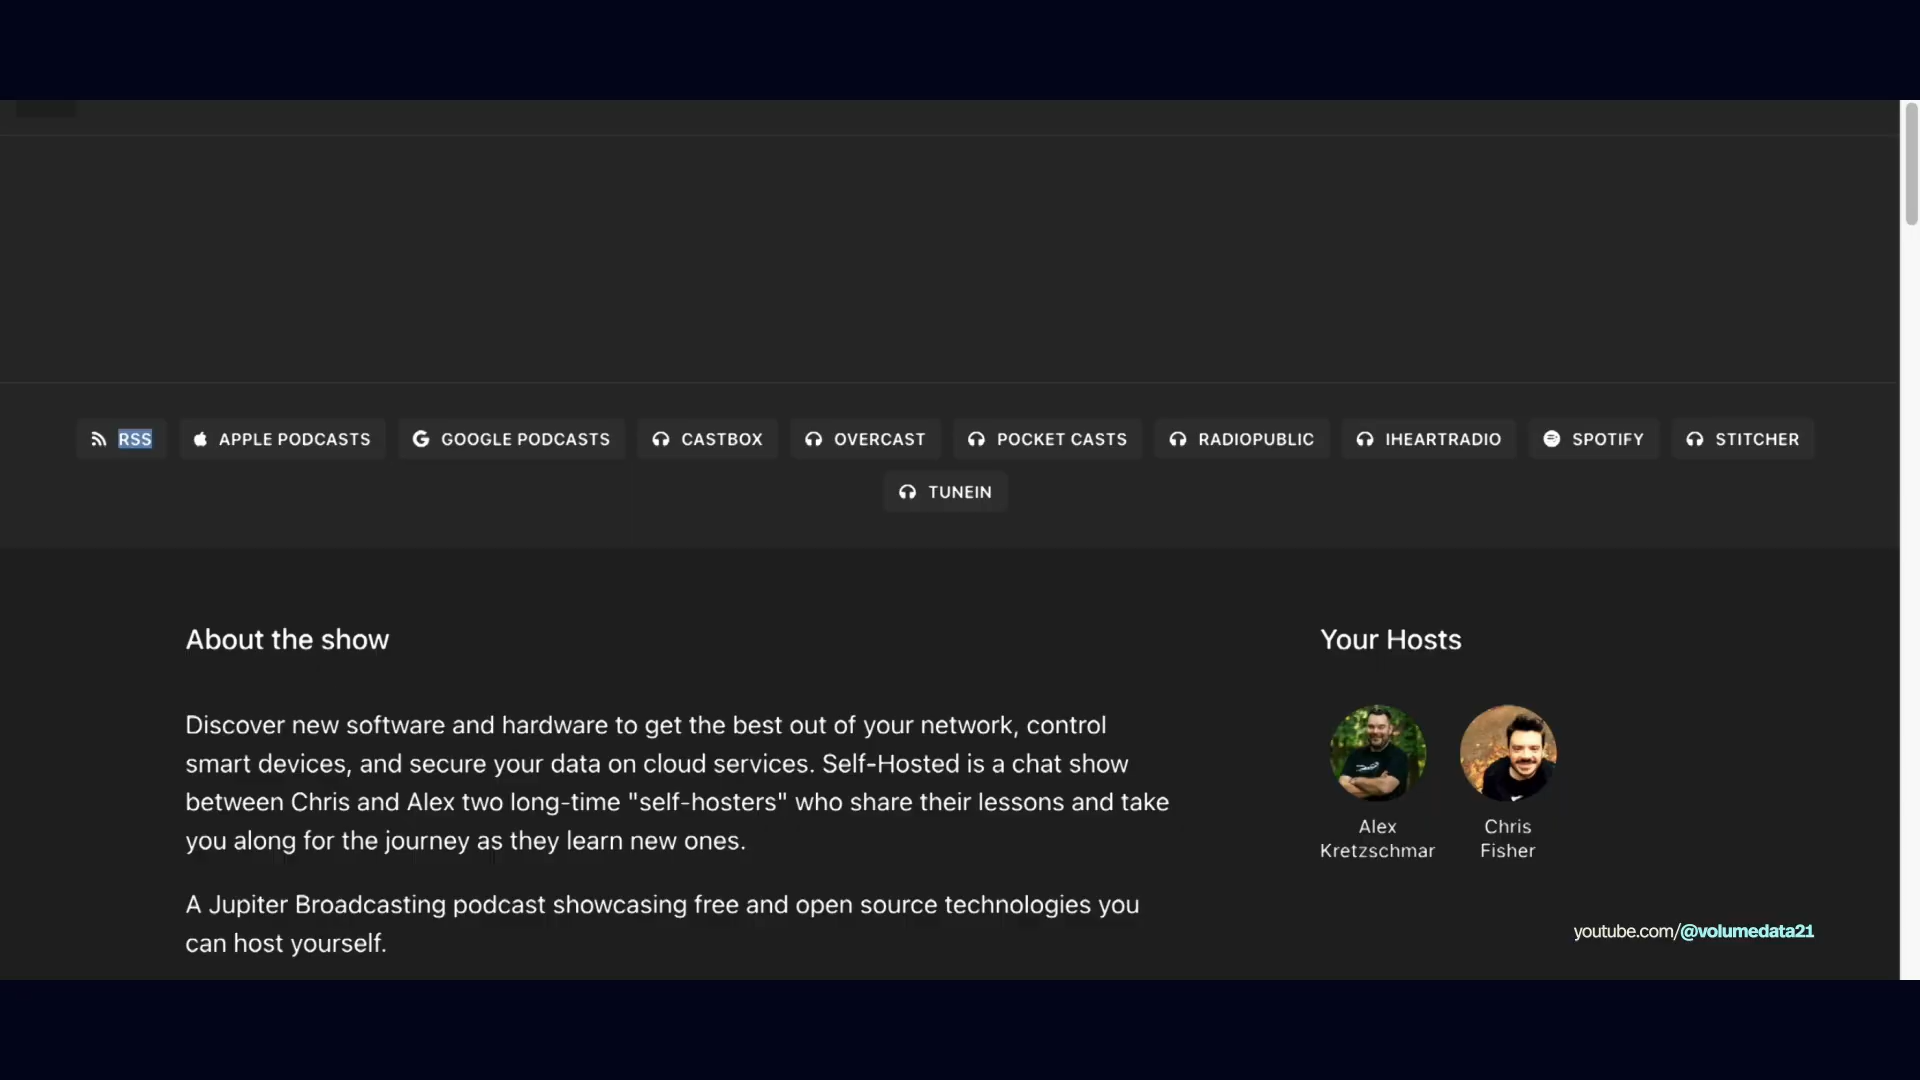 RSS APPLE PODCASTS GOOGLE PODCASTS CASTBOX OVERCAST POCKET CASTS RADIOPUBLIC IHEARTRADIO SPOTIFY STITCHER
TUNEIN
About the show
Discover new software and hardware to get the best out of your network, control
smart devices, and secure your data on cloud services. Self-Hosted is a chat show
between Chris and Alex two long-time "self-hosters" who share their lessons and take
you along for the journey as they learn new ones.
A Jupiter Broadcasting podcast showcasing free and open source technologies you
can host yourself.
Your Hosts
Alex
Kretzschmar
Chris
Fisher
youtube.com/@volumedata21